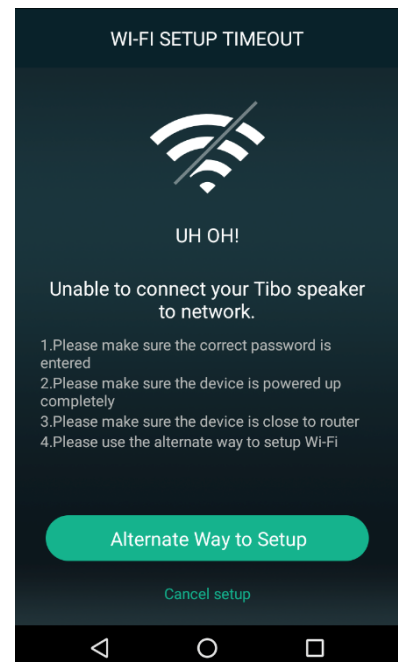 WI-FI SETUP TIMEOUT
UH OH!
Unable to connect your Tibo speaker
to network.
1.Please make sure the correct password is
entered
2.Please make sure the device is powered up
completely
3.Please make sure the device is close to router
4.Please use the alternate way to setup Wi-Fi
Alternate Way to Setup
Cancel setup